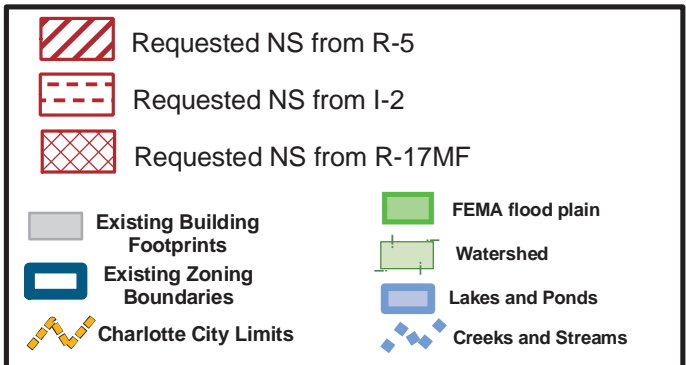 Requested NS from R-5
Requested NS from I-2
Requested NS from R-17MF
Existing Building
Footprints
Existing Zoning
Boundaries
Charlotte City Limits
FEMA flood plain
Watershed
Lakes and Ponds
Creeks and Streams